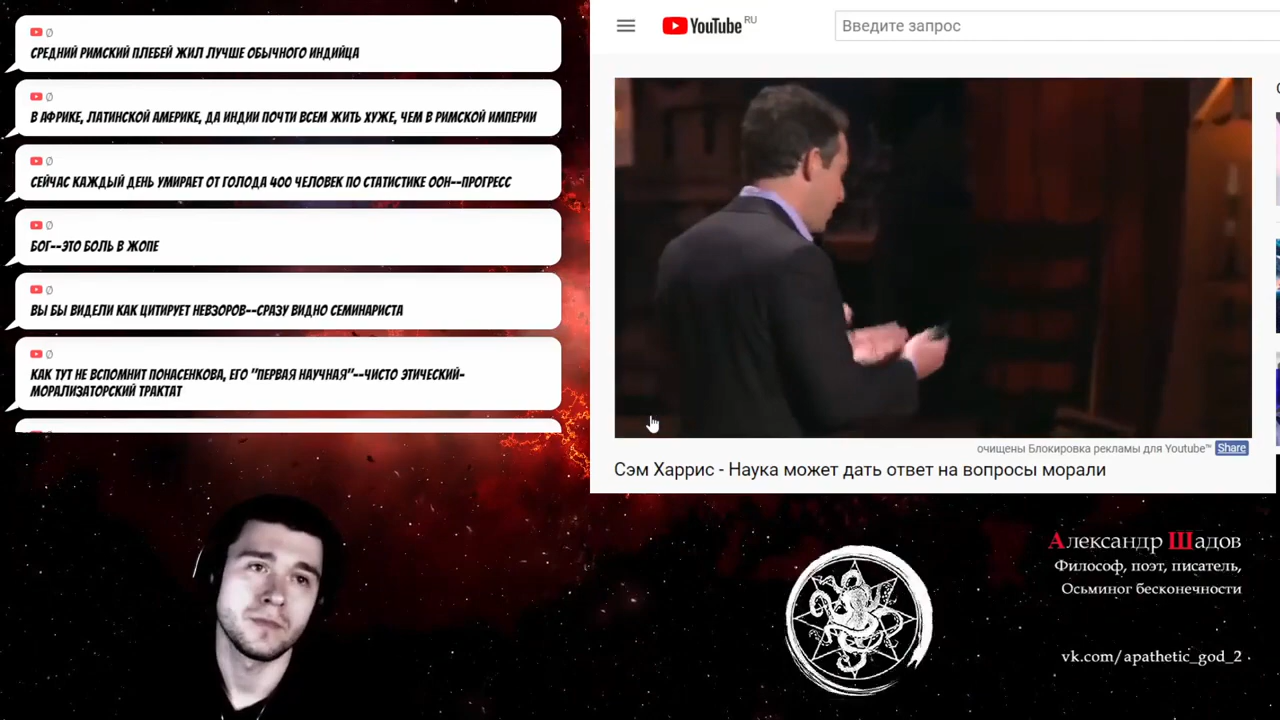 Ø
СРЕДНИЙ РИМСКИЙ ПЛЕБЕЙ ЖИЛ ЛУЧШЕ ОБЫЧНОГО ИНДИЙЦА
Ø
В АФРИКЕ, ЛАТИНСКОЙ АМЕРИКЕ, ДА ИНДИИ ПОЧТИ ВСЕМ ЖИТЬ ХУЖЕ, ЧЕМ В РИМСКОЙ ИМПЕРИИ
Ø
СЕЙЧАС КАЖДЫЙ ДЕНЬ УМИРАЕТ ОТ ГОЛОДА 400 ЧЕЛОВЕК ПО СТАТИСТИКЕ ООН--ПРОГРЕСС
Ø
БОГ--ЭТО БОЛЬ В ЖОПЕ
Ø
ВЫ БЫ ВИДЕЛИ КАК ЦИТИРУЕТ НЕВЗОРОВ--СРАЗУ ВИДНО СЕМИНАРИСТА
Ø
КАК ТУТ НЕ ВСПОМНИТ ПОНАСЕНКОВА, ЕГО "ПЕРВАЯ НАУЧНАЯ"--ЧИСТО ЭТИЧЕСКИЙ-
МОРАЛИЗАТОРСКИЙ ТРАКТАТ
YouTube RU
Введите запрос
очищены Блокировка рекламы для Youtube™ Share
Сэм Харрис - Наука может дать ответ на вопросы морали
Александр Шадов
Философ, поэт, писатель,
Осьминог бесконечности
vk.com/apathetic_god_2